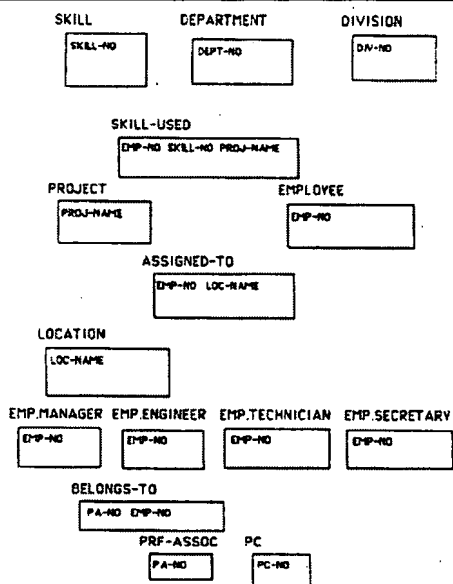 SKILL DEPARTMENT DIVISION
SKILL-NO DEPT-NO DIV-NO
SKILL-USED
EMP-NO SKILL-NO PROJ-NAME
PROJECT EMPLOYEE
PROJ-NAME EMP-NO
ASSIGNED-TO
EMP-NO LOC-NAME
LOCATION
LOC-NAME
EMP.MANAGER EMP.ENGINEER EMP.TECHNICIAN EMP.SECRETARY
EMP-NO EMP-NO EMP-NO EMP-NO
BELONGS-TO
PA-NO EMP-NO
PRF-ASSOC PC
PA-NO PC-NO